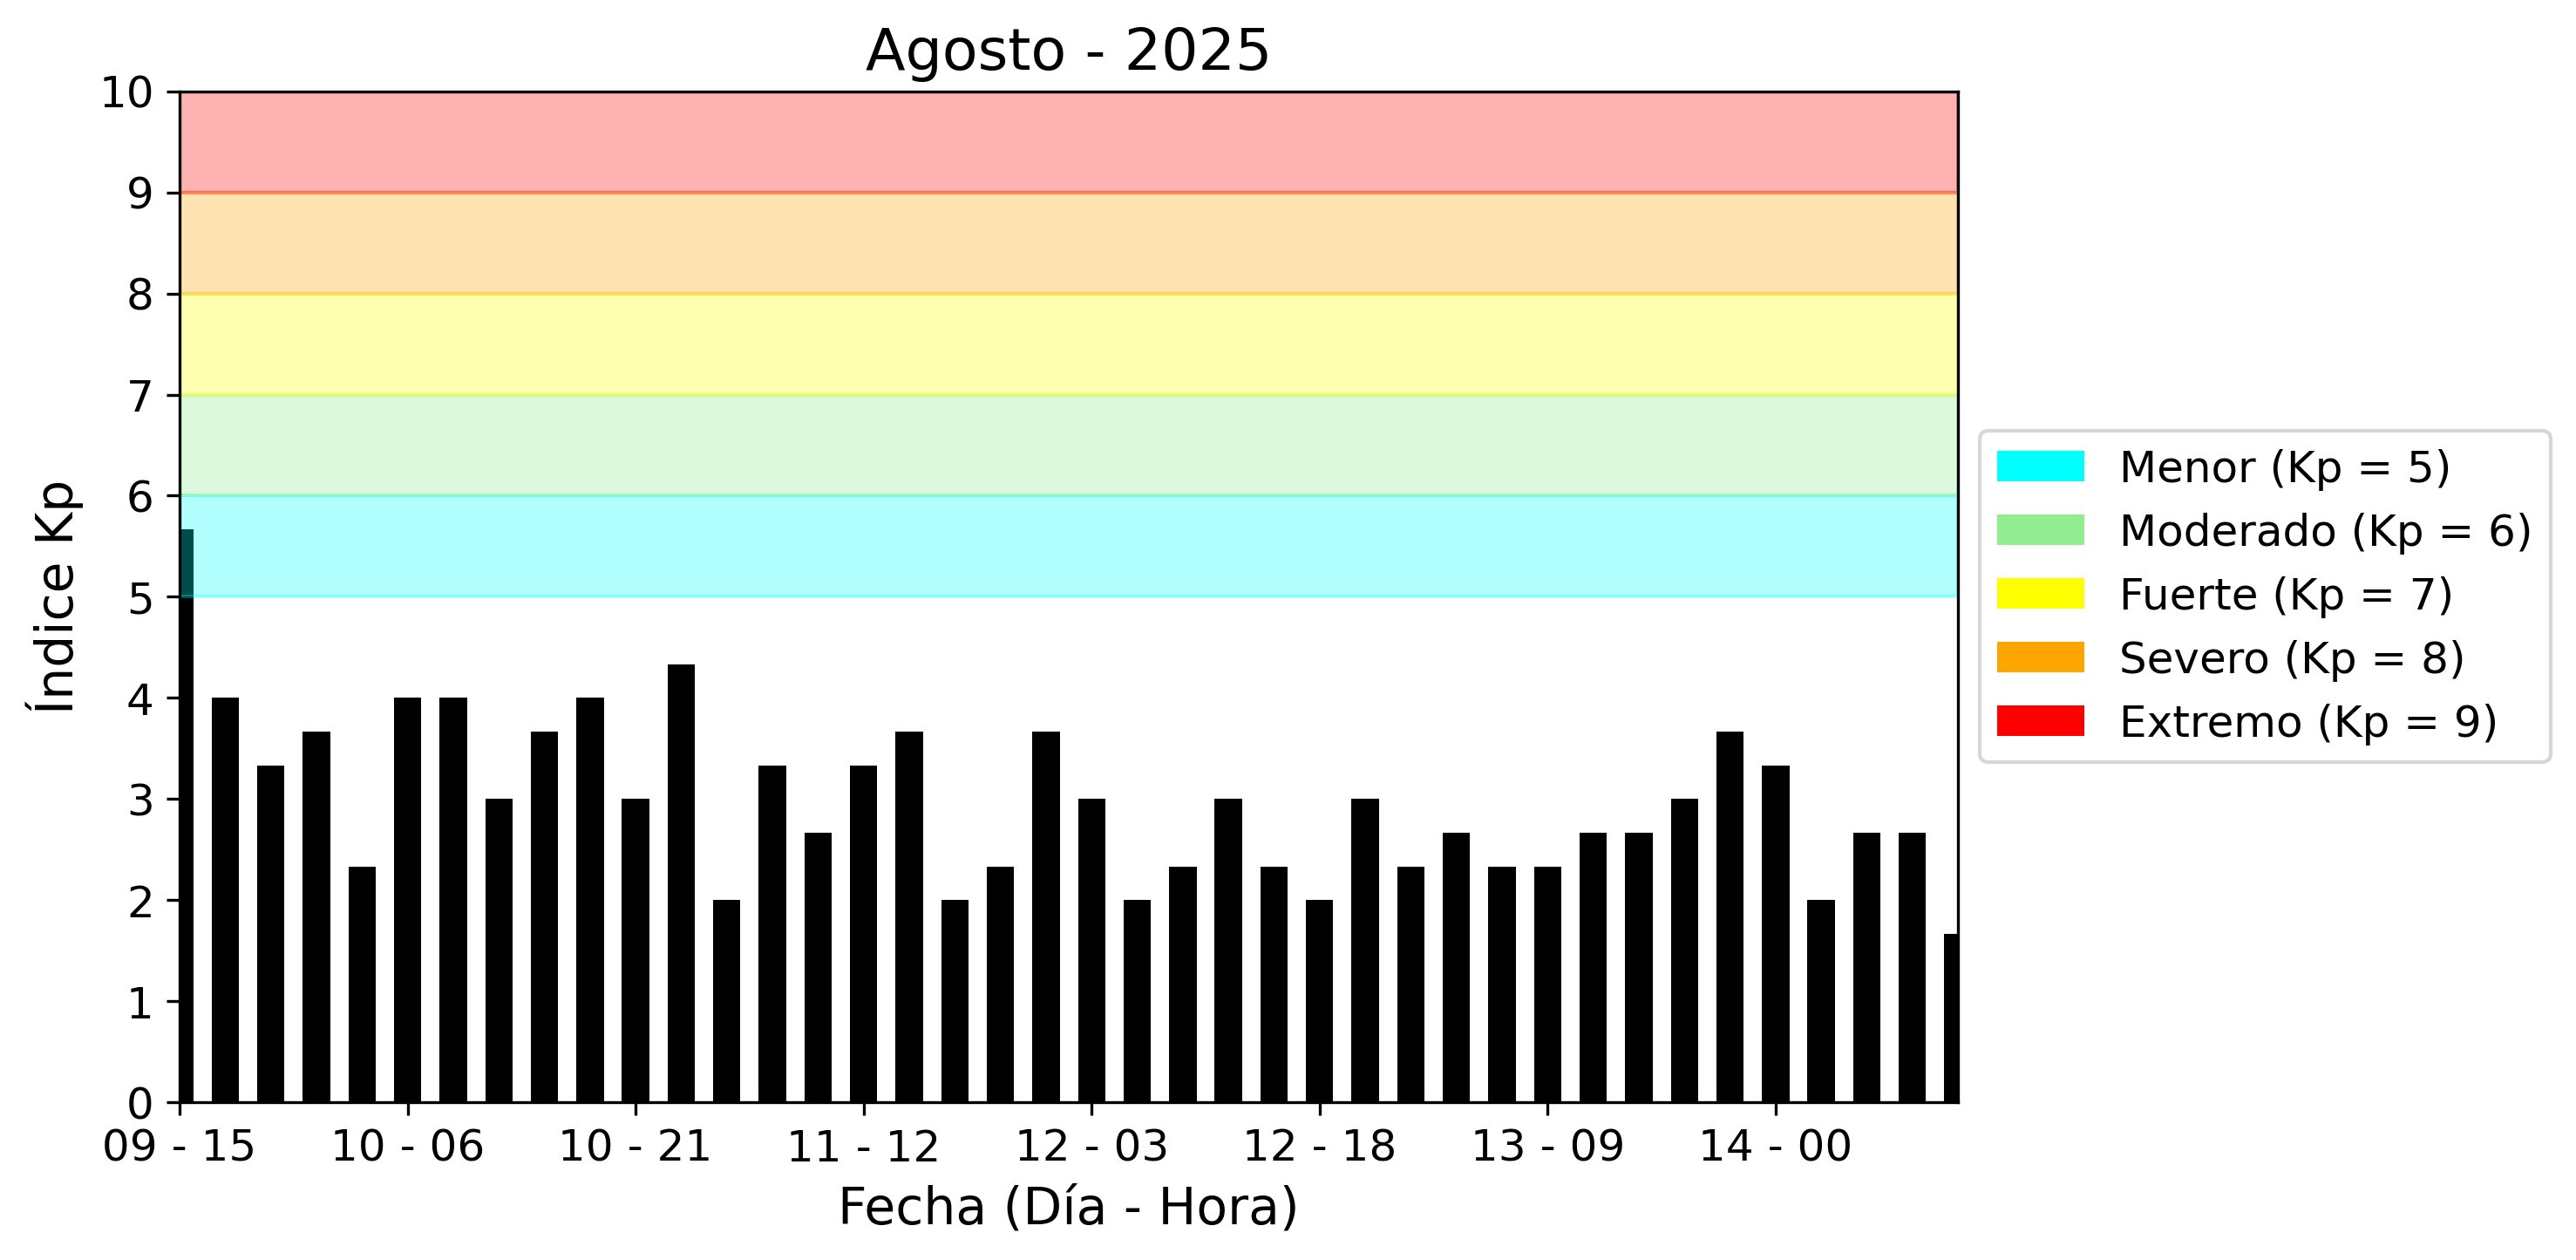 Agosto - 2025
10
9
8
7
6
5
4
3
2
1
0
Índice Kp
09 - 15
10 - 06
10 - 21
11 - 12
12 - 03
12 - 18
13 - 09
14 - 00
Fecha (Día - Hora)
Menor (Kp = 5)
Moderado (Kp = 6)
Fuerte (Kp = 7)
Severo (Kp = 8)
Extremo (Kp = 9)